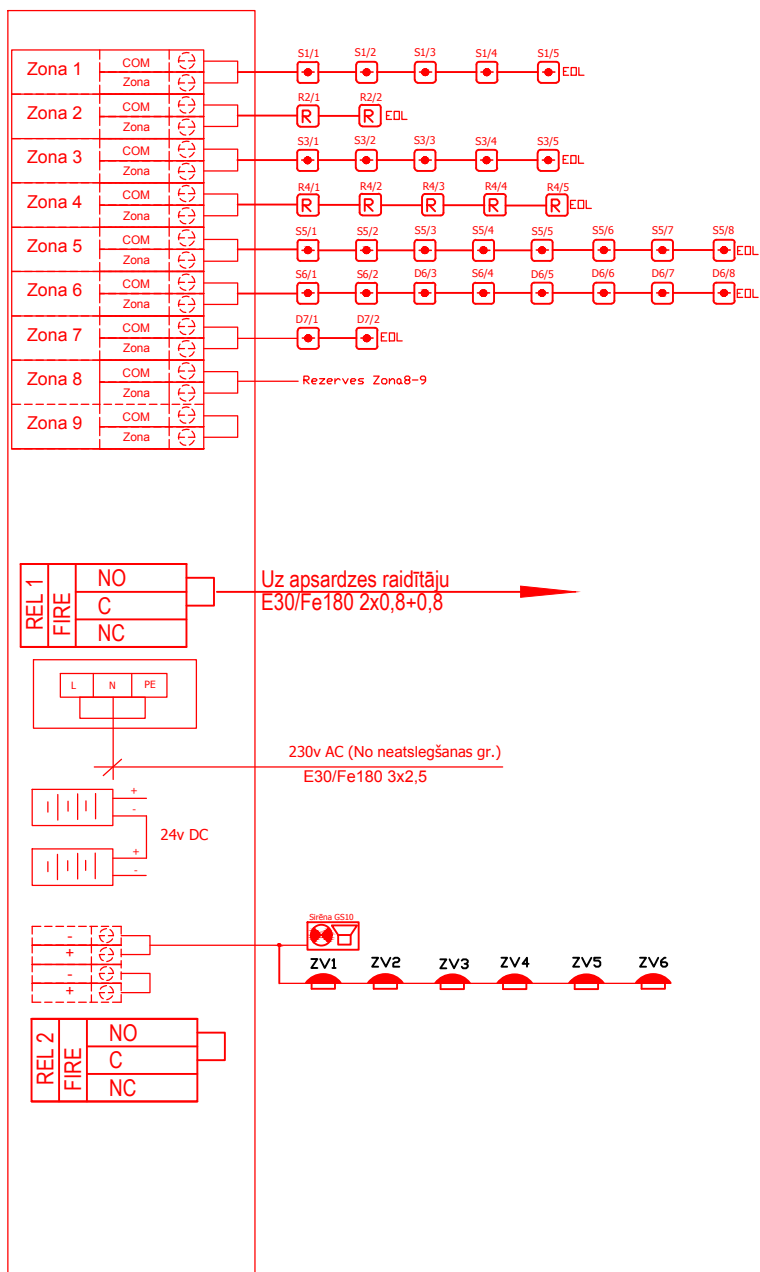 S1/1 S1/2 S1/3 S1/4 S1/5
Zona 1 COM
Zona
EOL
R2/1 R2/2
Zona 2 COM
Zona
R R EOL
S3/1 S3/2 S3/3 S3/4 S3/5
Zona 3 COM
Zona
EOL
R4/1 R4/2 R4/3 R4/4 R4/5
Zona 4 COM
Zona
R R R R R EOL
S5/1 S5/2 S5/3 S5/4 S5/5 S5/6 S5/7 S5/8
Zona 5 COM
Zona
EOL
S6/1 S6/2 D6/3 S6/4 D6/5 D6/6 D6/7 D6/8
Zona 6 COM
Zona
EOL
D7/1 D7/2
Zona 7 COM
Zona
EOL
Zona 8 COM
Zona
Rezerves Zona8-9
Zona 9 COM
Zona
REL 1
FIRE
NO
C
NC
Uz apsardzes raidītāju
E30/Fe180 2x0,8+0,8
L N PE
230v AC (No neatslegšanas gr.)
E30/Fe180 3x2,5
+
-
24v DC
+
-
Sirēna GS10
-
+
-
+
ZV1 ZV2 ZV3 ZV4 ZV5 ZV6
REL 2
FIRE
NO
C
NC